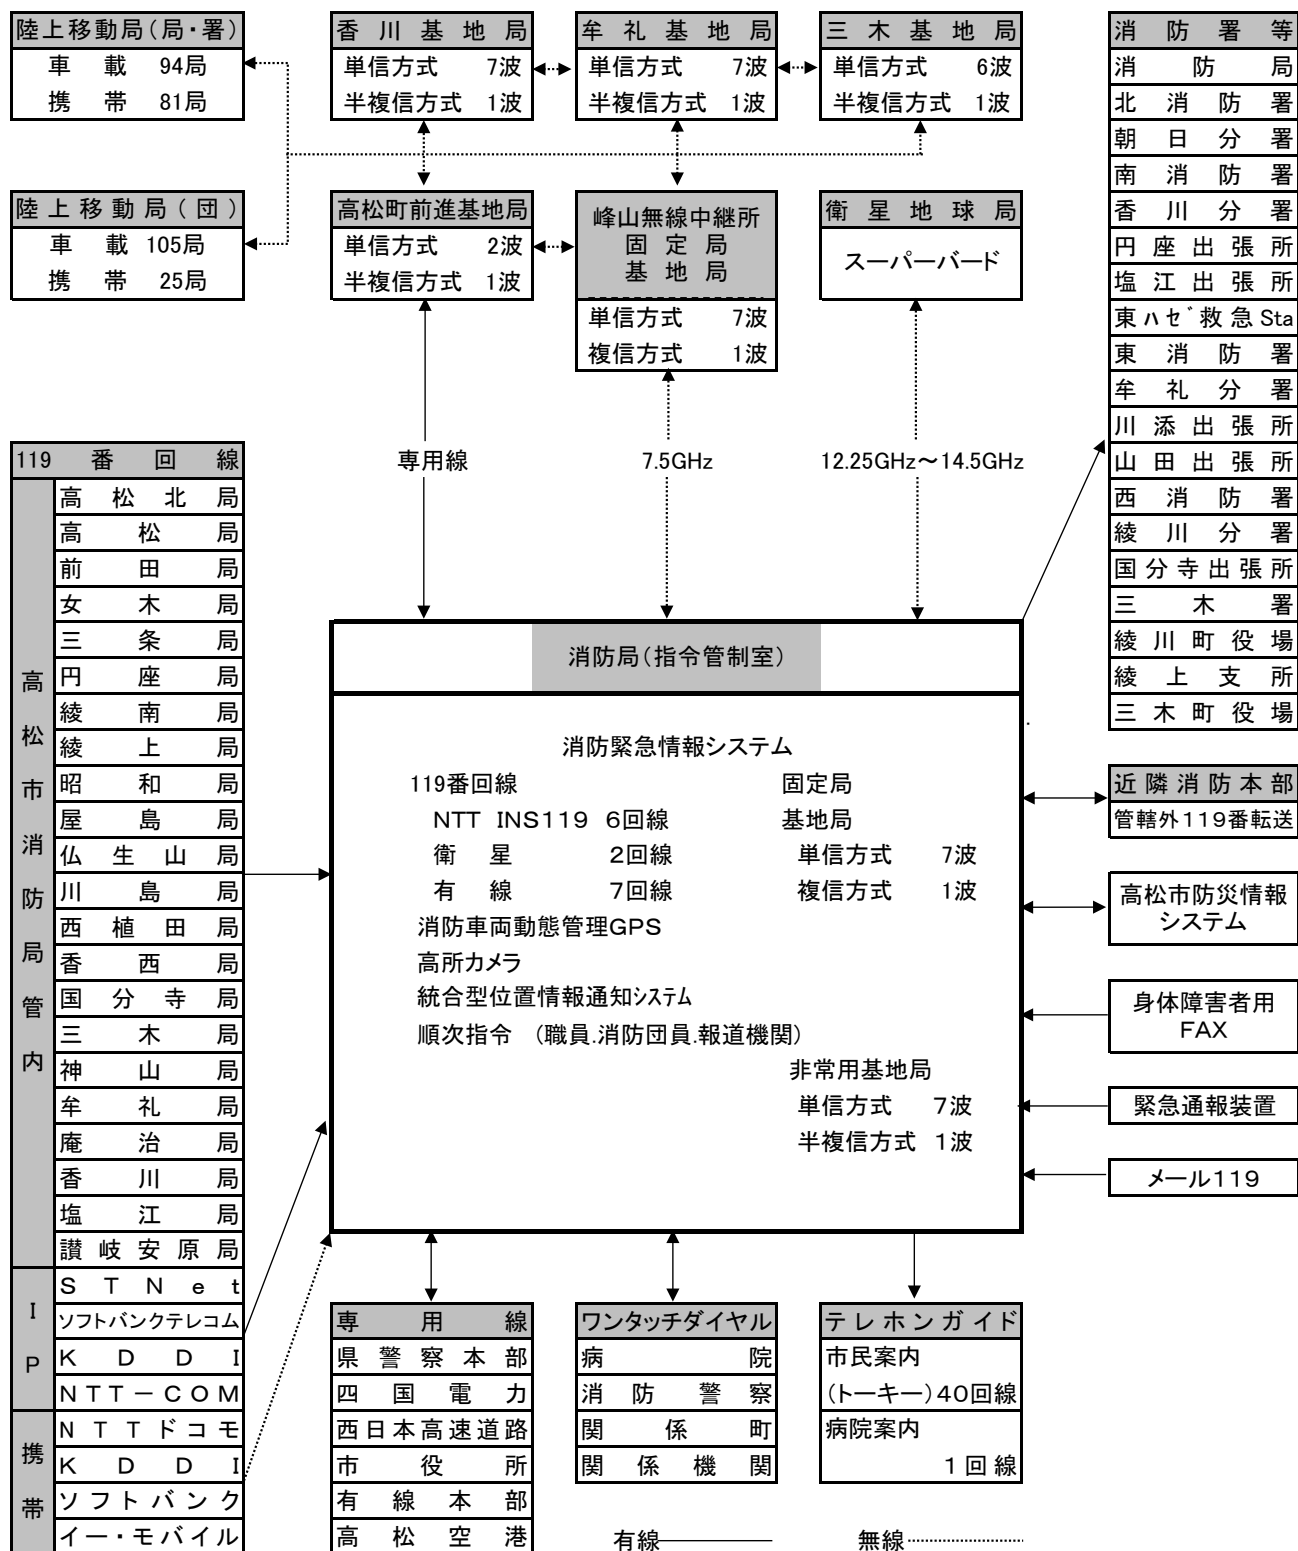 陸上移動局(局・署)
車載 94局
携帯 81局
香川基地局
単信方式 7波
半複信方式 1波
牟礼基地局
単信方式 7波
半複信方式 1波
三木基地局
単信方式 6波
半複信方式 1波
陸上移動局(団)
車載 105局
携帯 25局
高松町前進基地局
単信方式 2波
半複信方式 1波
峰山無線中継所
固定局
基地局
単信方式 7波
複信方式 1波
衛星地球局
スーパーバード
消防署等
消防局
北消防署
朝日分署
南消防署
香川分署
円座出張所
塩江出張所
東ハゼ救急Sta
東消防署
牟礼分署
川添出張所
山田出張所
西消防署
綾川分署
国分寺出張所
三木署
綾川町役場
綾上支所
三木町役場
専用線
7.5GHz
12.25GHz~14.5GHz
119番回線
高松市消防局管内
高松北局
高松局
前田局
女木局
三条局
円座局
綾南局
綾上局
昭和局
屋島局
仏生山局
川島局
西植田局
香西局
国分寺局
三木局
神山局
牟礼局
庵治局
香川局
塩江局
讃岐安原局
IP
STNet
ソフトバンクテレコム
KDDI
NTT-COM
携帯
NTTドコモ
KDDI
ソフトバンク
イー・モバイル
消防局(指令管制室)
消防緊急情報システム
119番回線
NTT INS119 6回線
衛星 2回線
有線 7回線
消防車両動態管理GPS
高所カメラ
統合型位置情報通知システム
順次指令 (職員.消防団員.報道機関)
固定局
基地局
単信方式 7波
複信方式 1波
非常用基地局
単信方式 7波
半複信方式 1波
近隣消防本部
管轄外119番転送
高松市防災情報
システム
身体障害者用
FAX
緊急通報装置
メール119
専用線
県警察本部
四国電力
西日本高速道路
市役所
有線本部
高松空港
ワンタッチダイヤル
病院
消防警察
関係町
関係機関
テレホンガイド
市民案内
(トーキー)40回線
病院案内
1回線
有線
無線